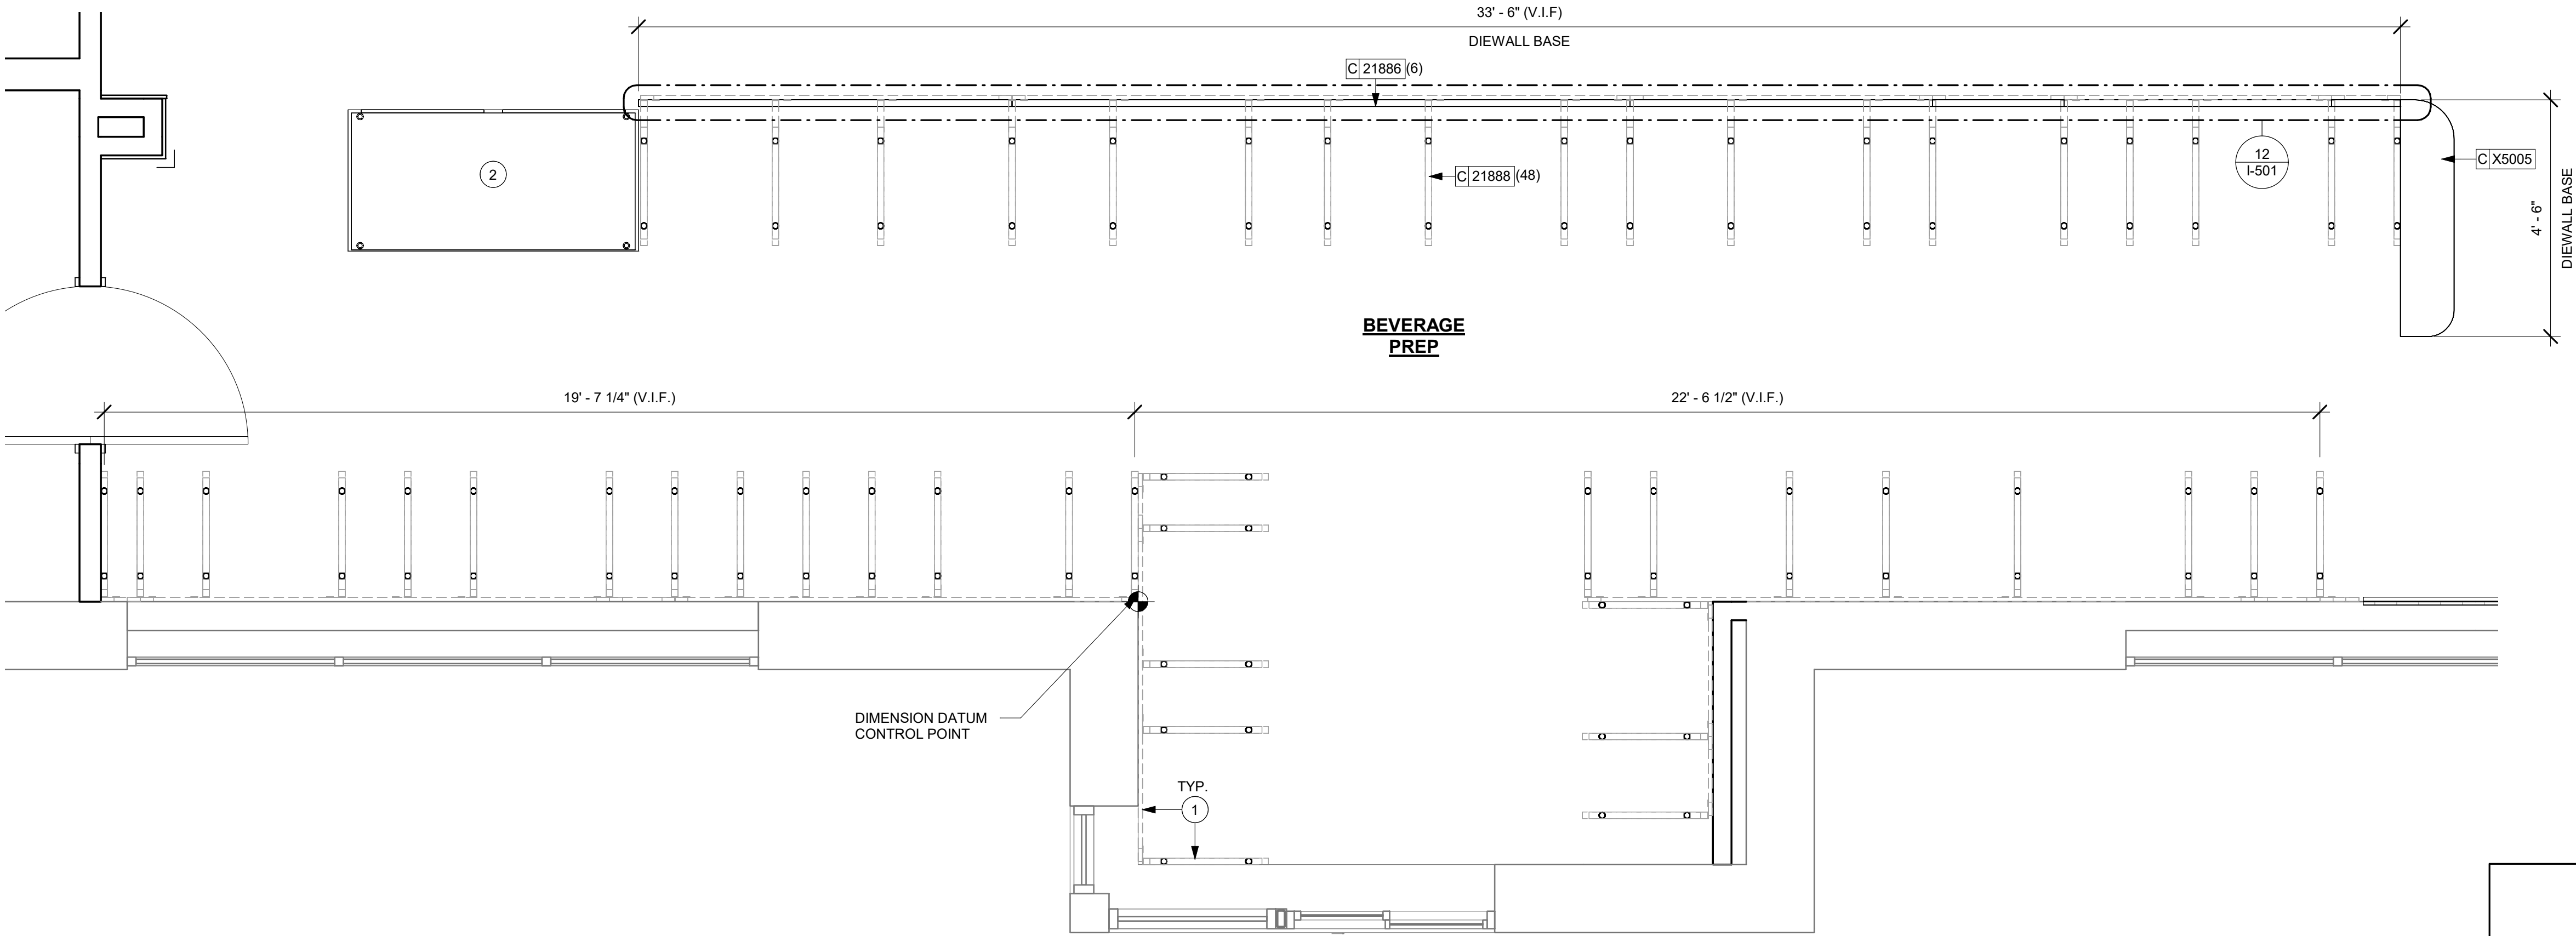 33' - 6" (V.I.F)
DIEWALL BASE
C 21886 (6)
2
C 21888 (48)
12
I-501
C X5005
4' - 6"
DIEWALL BASE
BEVERAGE
PREP
19' - 7 1/4" (V.I.F.)
22' - 6 1/2" (V.I.F.)
DIMENSION DATUM
CONTROL POINT
TYP.
1